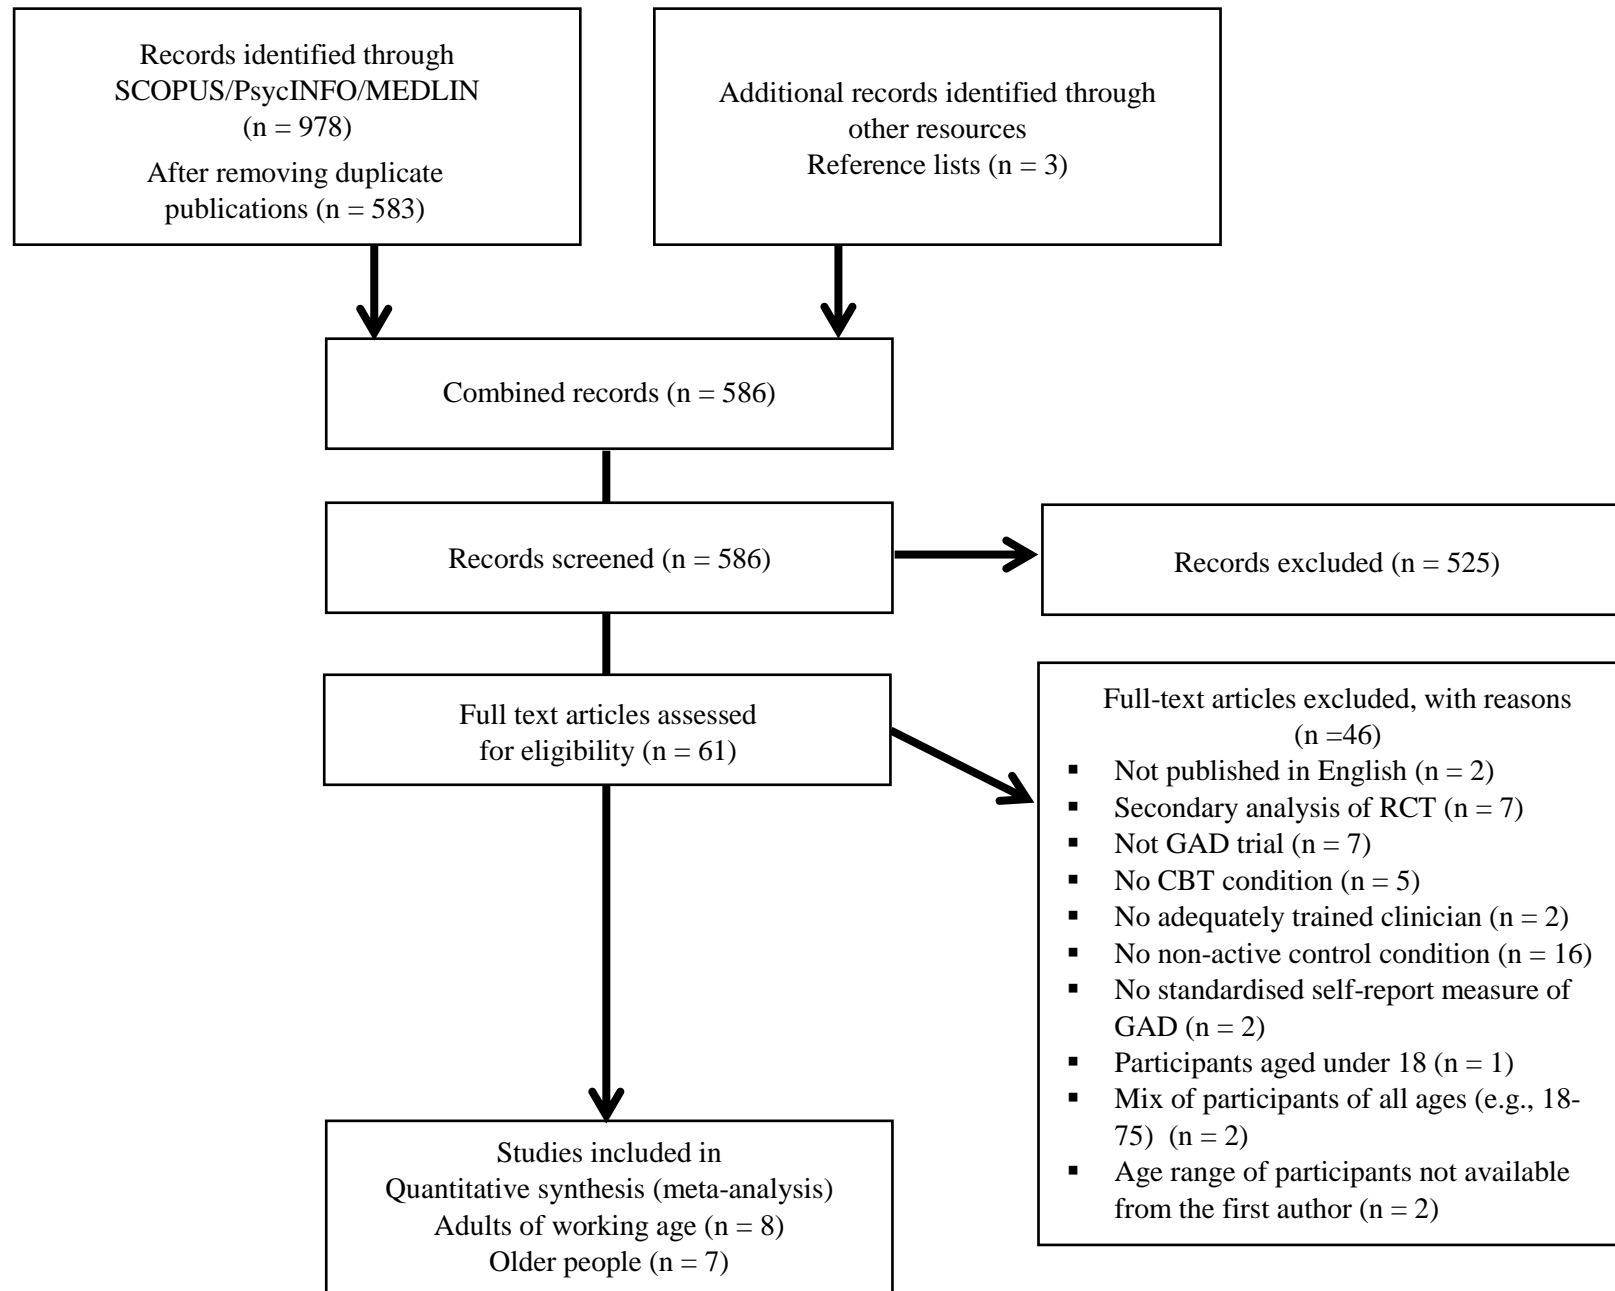 Records identified through
SCOPUS/PsycINFO/MEDLIN
(n = 978)
After removing duplicate
publications (n = 583)
Additional records identified through
other resources
Reference lists (n = 3)
Combined records (n = 586)
Records screened (n = 586)
Records excluded (n = 525)
Full text articles assessed
for eligibility (n = 61)
Full-text articles excluded, with reasons
(n =46)
▪ Not published in English (n = 2)
▪ Secondary analysis of RCT (n = 7)
▪ Not GAD trial (n = 7)
▪ No CBT condition (n = 5)
▪ No adequately trained clinician (n = 2)
▪ No non-active control condition (n = 16)
▪ No standardised self-report measure of
GAD (n = 2)
▪ Participants aged under 18 (n = 1)
▪ Mix of participants of all ages (e.g., 18-
75) (n = 2)
▪ Age range of participants not available
from the first author (n = 2)
Studies included in
Quantitative synthesis (meta-analysis)
Adults of working age (n = 8)
Older people (n = 7)